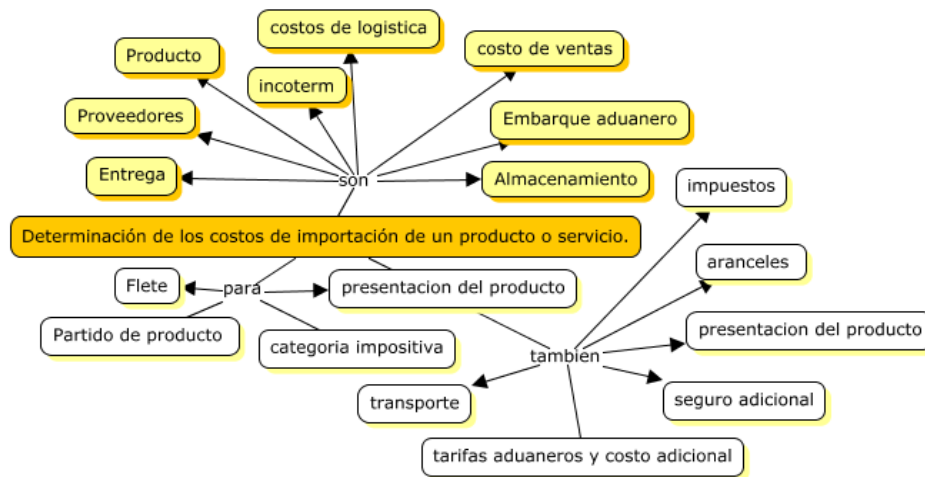 costos de logistica
costo de ventas
Producto
incoterm
Proveedores
Embarque aduanero
Entrega
son
Almacenamiento
impuestos
Determinación de los costos de importación de un producto o servicio.
aranceles
Flete
para
presentacion del producto
Partido de producto
categoria impositiva
presentacion del producto
tambien
transporte
seguro adicional
tarifas aduaneros y costo adicional